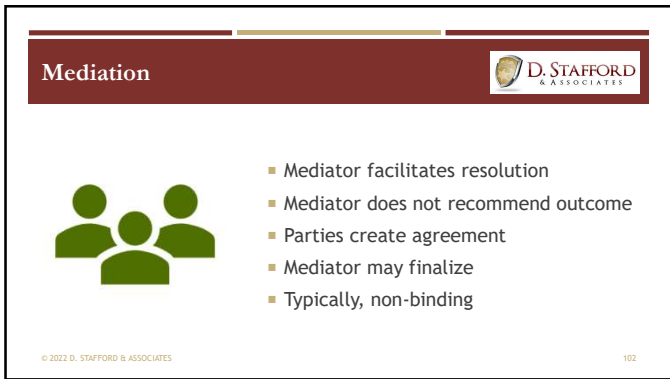 Mediation
D. STAFFORD
& ASSOCIATES
▪ Mediator facilitates resolution
▪ Mediator does not recommend outcome
▪ Parties create agreement
▪ Mediator may finalize
▪ Typically, non-binding
© 2022 D. STAFFORD & ASSOCIATES
102